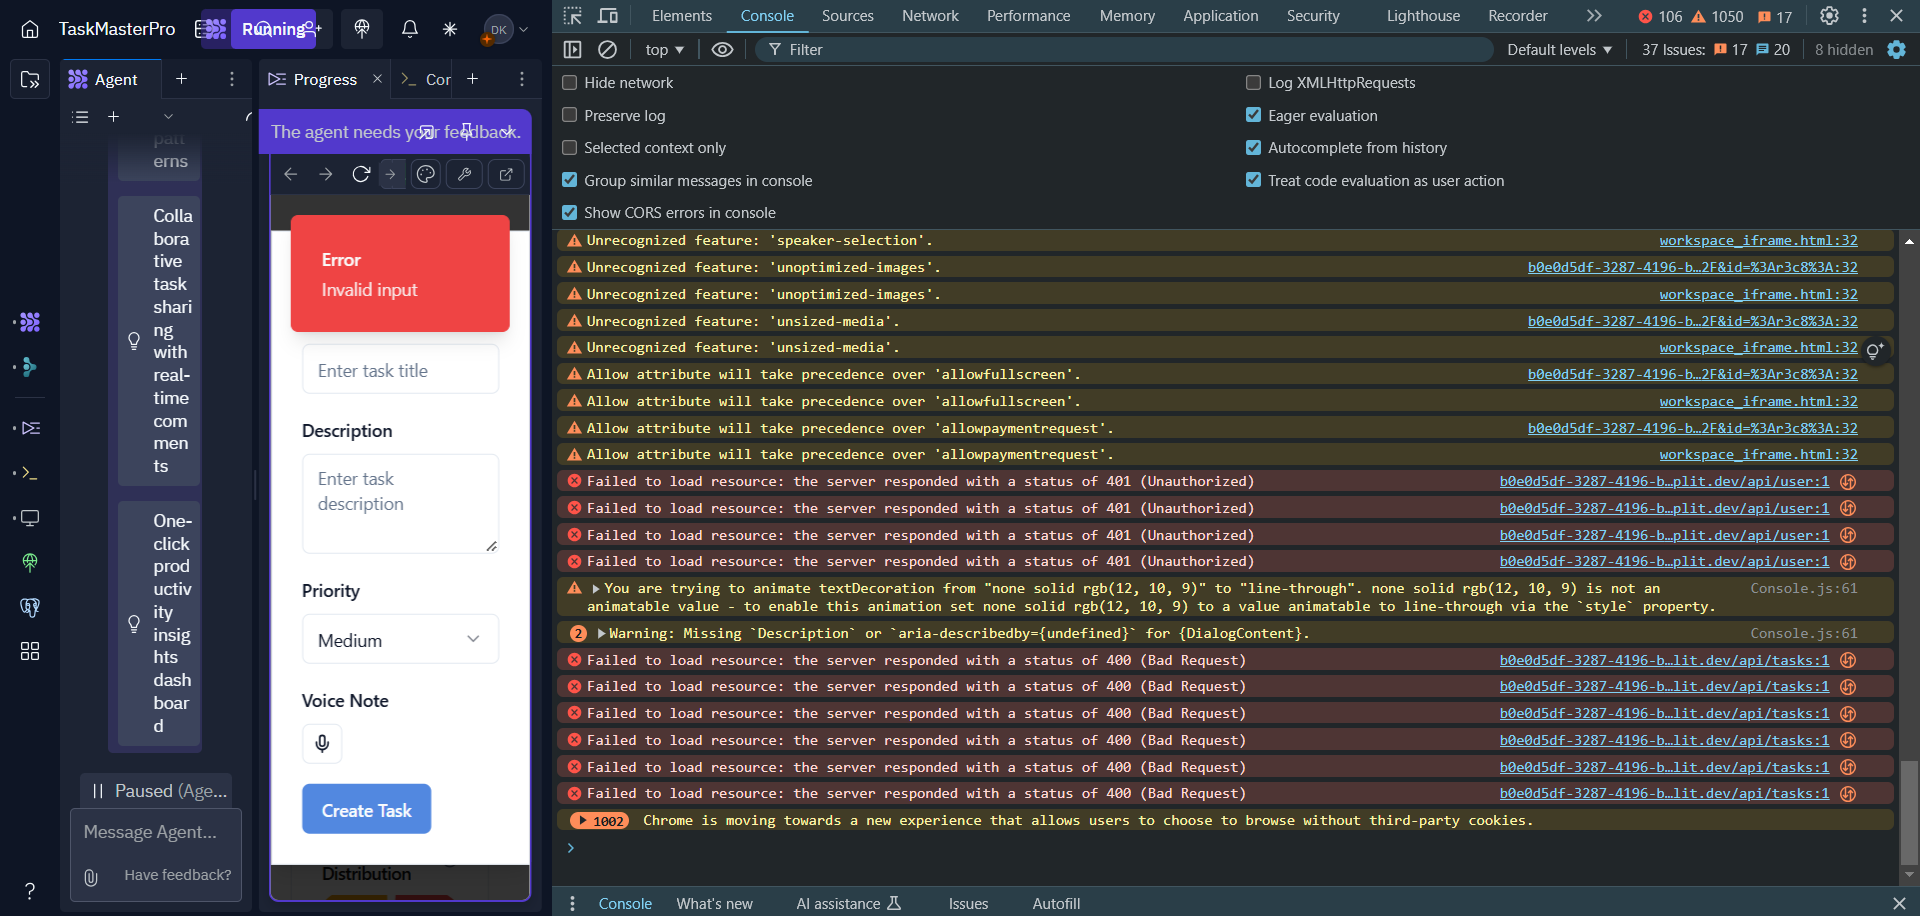 TaskMasterPro
Running
DK
Agent
Progress
Cor
The agent needs your feedback.
patt
erns
Colla
bora
tive
task
shari
ng
with
real-
time
com
men
ts
One-
click
prod
uctiv
ity
insig
hts
dash
boar
d
Paused (Age...
Message Agent...
Have feedback?
?
Error
Invalid input
Enter task title
Description
Enter task
description
Priority
Medium
Voice Note
Create Task
Distribution
Elements
Console
Sources
Network
Performance
Memory
Application
Security
Lighthouse
Recorder
106
1050
17
top
Filter
Default levels
37 Issues:
17
20
8 hidden
Hide network
Log XMLHttpRequests
Preserve log
Eager evaluation
Selected context only
Autocomplete from history
Group similar messages in console
Treat code evaluation as user action
Show CORS errors in console
Unrecognized feature: 'speaker-selection'. workspace_iframe.html:32
Unrecognized feature: 'unoptimized-images'. b0e0d5df-3287-4196-b…2F&id=%3Ar3c8%3A:32
Unrecognized feature: 'unoptimized-images'. workspace_iframe.html:32
Unrecognized feature: 'unsized-media'. b0e0d5df-3287-4196-b…2F&id=%3Ar3c8%3A:32
Unrecognized feature: 'unsized-media'. workspace_iframe.html:32
Allow attribute will take precedence over 'allowfullscreen'. b0e0d5df-3287-4196-b…2F&id=%3Ar3c8%3A:32
Allow attribute will take precedence over 'allowfullscreen'. workspace_iframe.html:32
Allow attribute will take precedence over 'allowpaymentrequest'. b0e0d5df-3287-4196-b…2F&id=%3Ar3c8%3A:32
Allow attribute will take precedence over 'allowpaymentrequest'. workspace_iframe.html:32
Failed to load resource: the server responded with a status of 401 (Unauthorized) b0e0d5df-3287-4196-b…plit.dev/api/user:1
Failed to load resource: the server responded with a status of 401 (Unauthorized) b0e0d5df-3287-4196-b…plit.dev/api/user:1
Failed to load resource: the server responded with a status of 401 (Unauthorized) b0e0d5df-3287-4196-b…plit.dev/api/user:1
Failed to load resource: the server responded with a status of 401 (Unauthorized) b0e0d5df-3287-4196-b…plit.dev/api/user:1
You are trying to animate textDecoration from "none solid rgb(12, 10, 9)" to "line-through". none solid rgb(12, 10, 9) is not an Console.js:61
animatable value - to enable this animation set none solid rgb(12, 10, 9) to a value animatable to line-through via the `style` property.
2 Warning: Missing `Description` or `aria-describedby={undefined}` for {DialogContent}. Console.js:61
Failed to load resource: the server responded with a status of 400 (Bad Request) b0e0d5df-3287-4196-b…lit.dev/api/tasks:1
Failed to load resource: the server responded with a status of 400 (Bad Request) b0e0d5df-3287-4196-b…lit.dev/api/tasks:1
Failed to load resource: the server responded with a status of 400 (Bad Request) b0e0d5df-3287-4196-b…lit.dev/api/tasks:1
Failed to load resource: the server responded with a status of 400 (Bad Request) b0e0d5df-3287-4196-b…lit.dev/api/tasks:1
Failed to load resource: the server responded with a status of 400 (Bad Request) b0e0d5df-3287-4196-b…lit.dev/api/tasks:1
Failed to load resource: the server responded with a status of 400 (Bad Request) b0e0d5df-3287-4196-b…lit.dev/api/tasks:1
1002 Chrome is moving towards a new experience that allows users to choose to browse without third-party cookies.
Console
What's new
AI assistance
Issues
Autofill